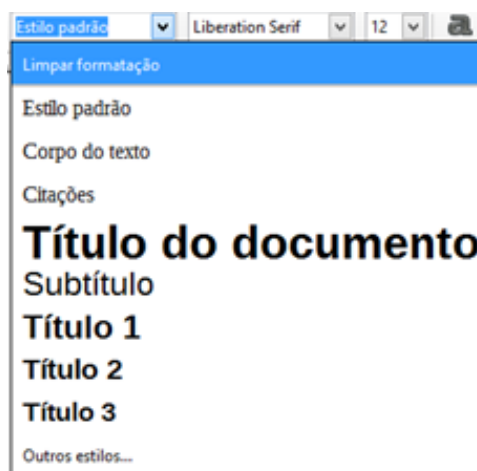 Estilo padrão Liberation Serif 12 a
Limpar formatação
Estilo padrão
Corpo do texto
Citações
Título do documento
Subtítulo
Título 1
Título 2
Título 3
Outros estilos...